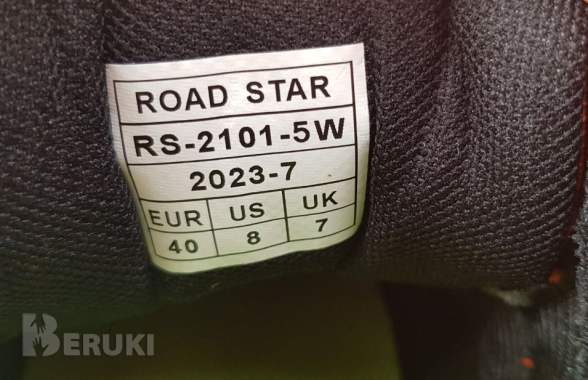 ROAD STAR
RS-2101-5W
2023-7
EUR US UK
40 8 7
BERUKI